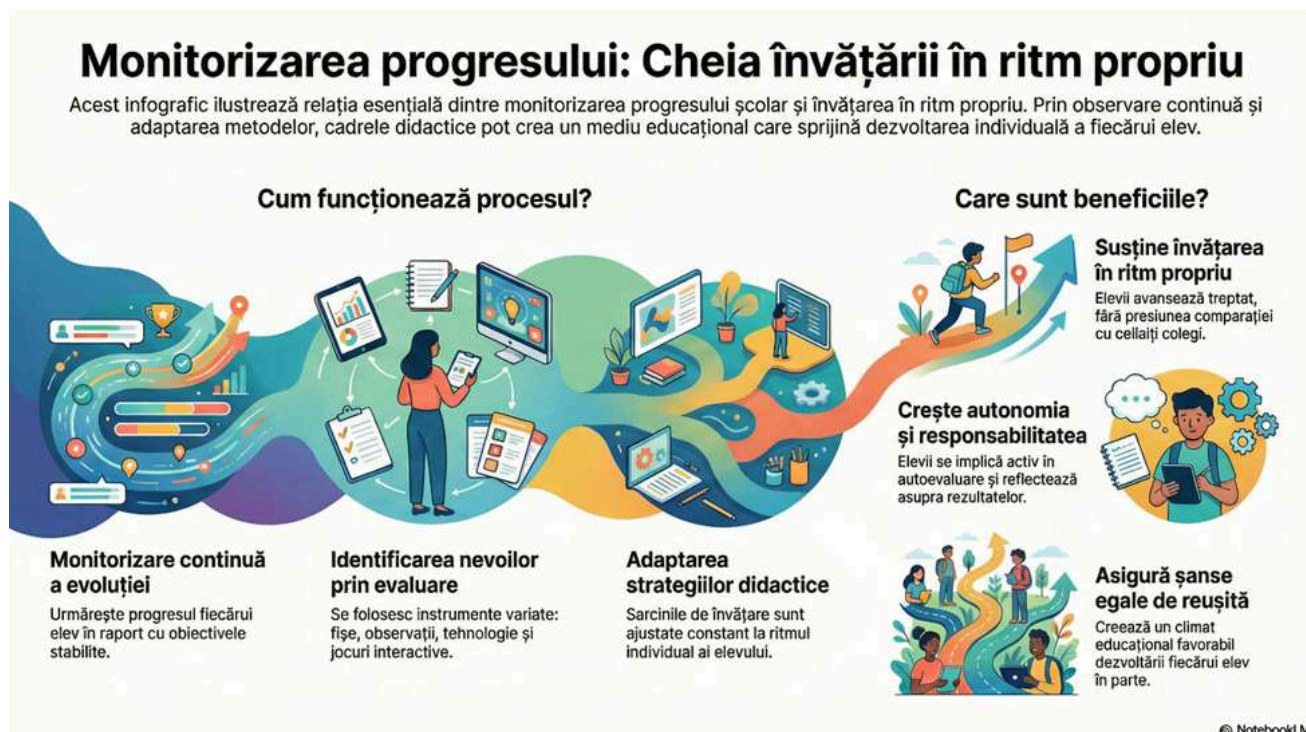 Monitorizarea progresului: Cheia învățării în ritm propriu
Acest infografic ilustrează relația esențială dintre monitorizarea progresului școlar și învățarea în ritm propriu. Prin observare continuă și
adaptarea metodelor, cadrele didactice pot crea un mediu educațional care sprijină dezvoltarea individuală a fiecărui elev.
Cum funcționează procesul?
Monitorizare continuă
a evoluției
Urmărește progresul fiecărui
elev în raport cu obiectivele
stabilite.
Identificarea nevoilor
prin evaluare
Se folosesc instrumente variate:
fișe, observații, tehnologie și
jocuri interactive.
Adaptarea
strategiilor didactice
Sarcinile de învățare sunt
ajustate constant la ritmul
individual ai elevului.
Care sunt beneficiile?
Susține învățarea
în ritm propriu
Elevii avansează treptat,
fără presiunea comparației
cu cellaiți colegi.
Crește autonomia
și responsabilitatea
Elevii se implică activ în
autoevaluare și reflectează
asupra rezultatelor.
Asigură șanse
egale de reușită
Creează un climat
educațional favorabil
dezvoltării fiecărui elev
în parte.
NotebookLM